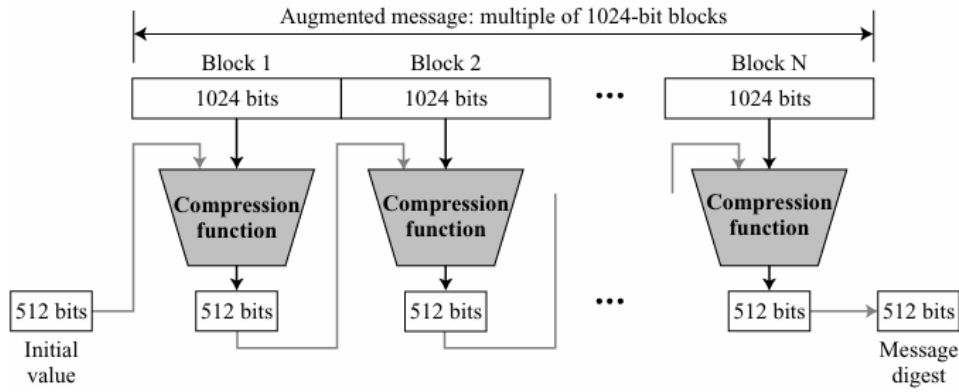 Augmented message: multiple of 1024-bit blocks
Block 1
Block 2
Block N
1024 bits
1024 bits
•••
1024 bits
Compression
function
Compression
function
Compression
function
512 bits
512 bits
512 bits
•••
512 bits
512 bits
Initial
value
Message
digest